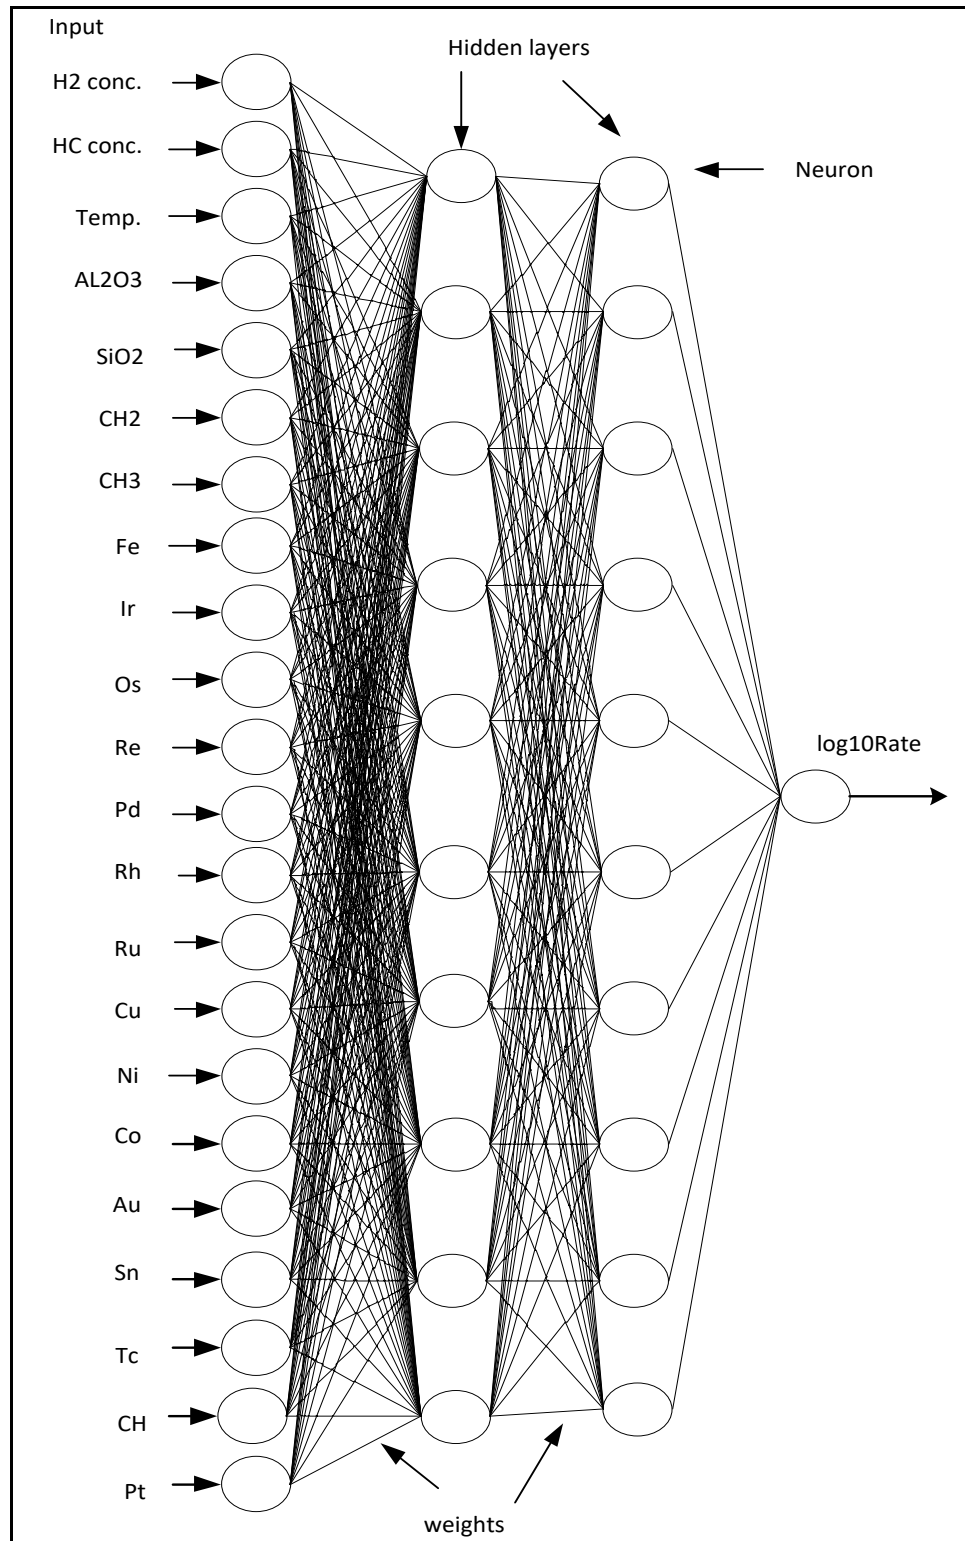 Input
Hidden layers
H2 conc.
HC conc.
Neuron
Temp.
AL2O3
SiO2
CH2
CH3
Fe
Ir
Os
Re
log10Rate
Pd
Rh
Ru
Cu
Ni
Co
Au
Sn
Tc
CH
Pt
weights